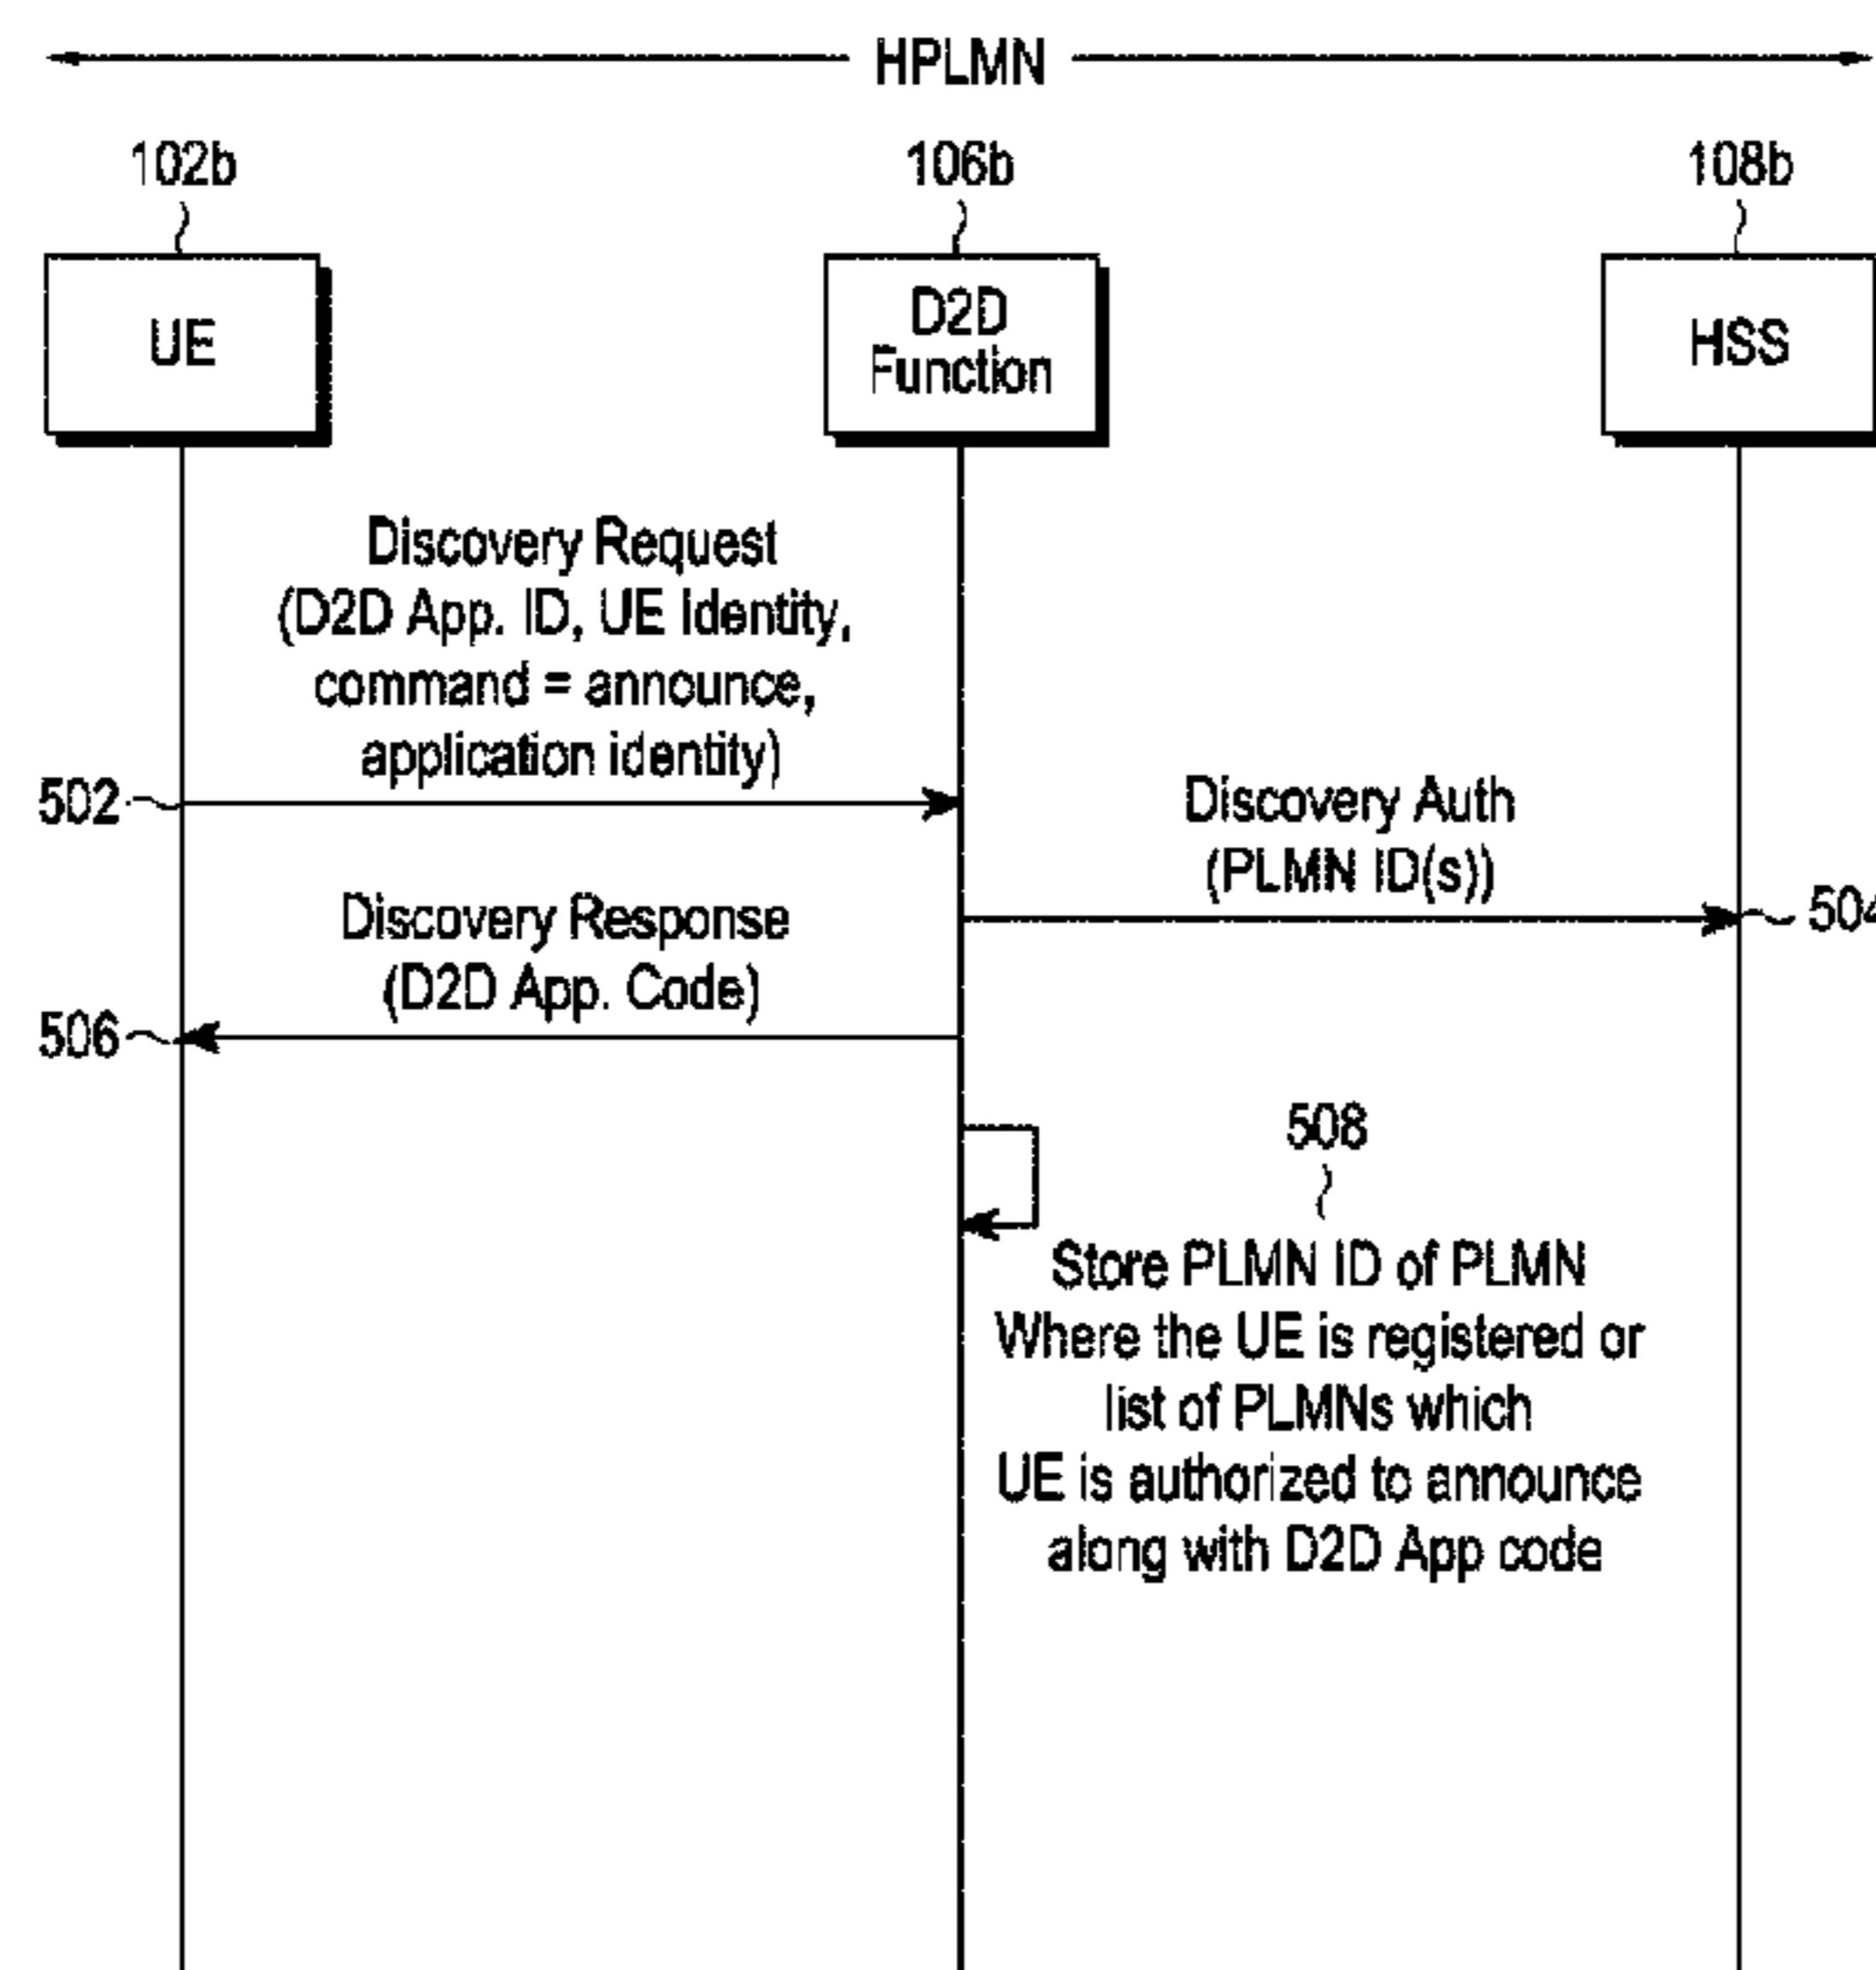 HPLMN
102b
106b
108b
UE
D2D
Function
HSS
Discovery Request
(D2D App. ID, UE Identity,
command = announce,
application identity)
502
Discovery Auth
(PLMN ID(s))
504
Discovery Response
(D2D App. Code)
506
508
Store PLMN ID of PLMN
Where the UE is registered or
list of PLMNs which
UE is authorized to announce
along with D2D App code